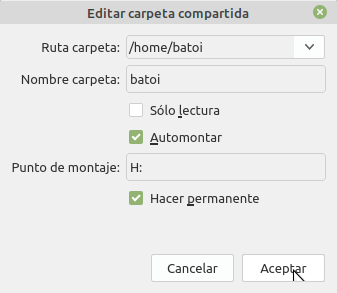 Editar carpeta compartida
Ruta carpeta: /home/batoi
Nombre carpeta: batoi
Sólo lectura
Automontar
Punto de montaje: H:
Hacer permanente
Cancelar Aceptar